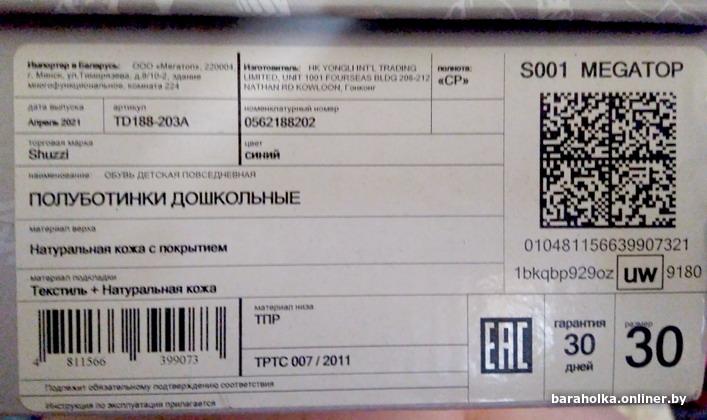 Импортер в Беларусь: ООО «Мегатоп», 220004,
г. Минск, ул.Тимирязева, д.9/10-2, здание
многофункциональное, комната 224
Изготовитель: HK YONGLI INT'L TRADING
LIMITED, UNIT 1001 FOURSEAS BLDG 208-212
NATHAN RD KOWLOON, Гонконг
полнота:
«СР»
S001 MEGATOP
дата выпуска
Апрель 2021
артикул
TD188-203A
номенклатурный номер
0562188202
торговая марка
Shuzzi
цвет
синий
наименование: ОБУВЬ ДЕТСКАЯ ПОВСЕДНЕВНАЯ
ПОЛУБОТИНКИ ДОШКОЛЬНЫЕ
материал верха
Натуральная кожа с покрытием
010481156639907321
1bkqbp929oz UW 9180
материал подкладки
Текстиль + Натуральная кожа
4 811566 399073
материал низа
ТПР
ТРТС 007 / 2011
EAC
гарантия
30
дней
размер
30
Подлежит обязательному подтверждению соответствия
Инструкция по эксплуатации прилагается
baraholka.onliner.by